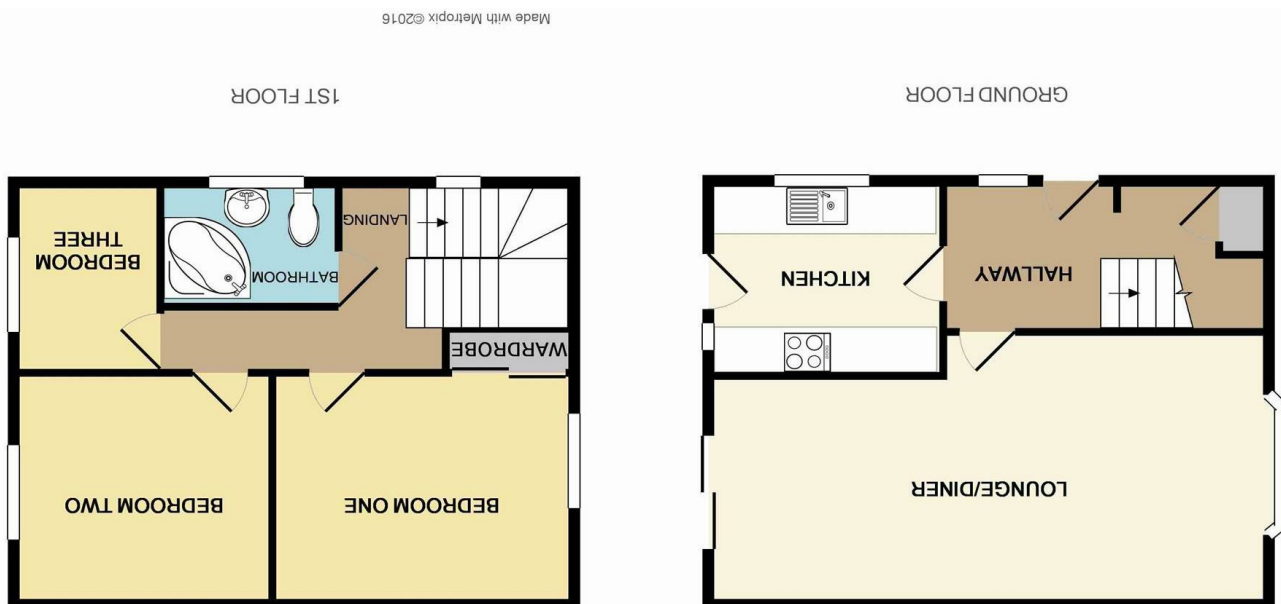 GROUND FLOOR
LOUNGE/DINER
HALLWAY
KITCHEN
1ST FLOOR
BEDROOM ONE
BEDROOM TWO
WARDROBE
BATHROOM
BEDROOM
THREE
LANDING
Made with Metropix ©2016